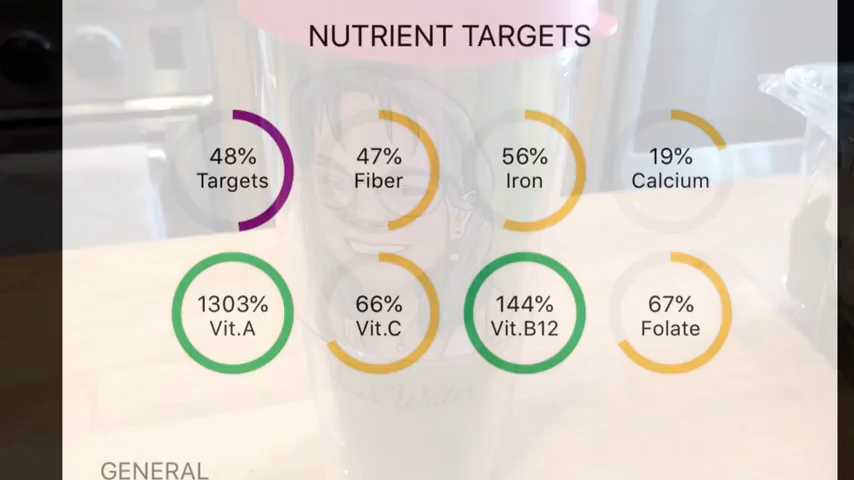 NUTRIENT TARGETS
48%
Targets
47%
Fiber
56%
Iron
19%
Calcium
1303%
Vit.A
66%
Vit.C
144%
Vit.B12
67%
Folate
GENERAL